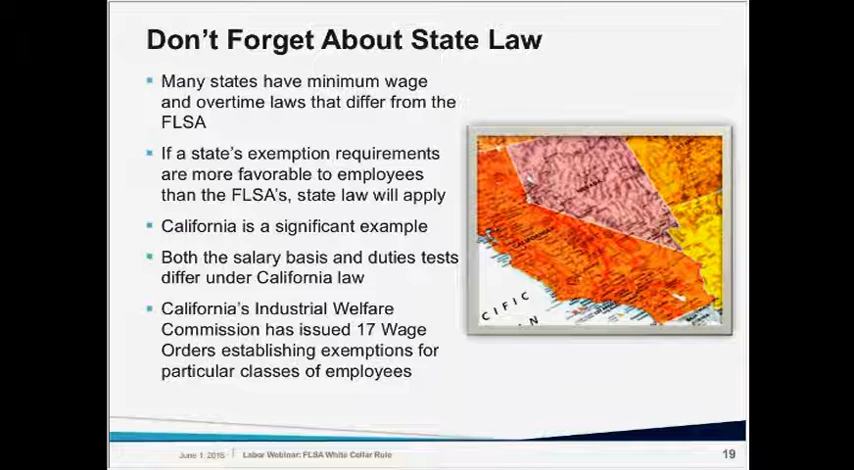 Don't Forget About State Law
Many states have minimum wage
and overtime laws that differ from the
FLSA
If a state's exemption requirements
are more favorable to employees
than the FLSA's, state law will apply
California is a significant example
Both the salary basis and duties tests
differ under California law
California's Industrial Welfare
Commission has issued 17 Wage
Orders establishing exemptions for
particular classes of employees
NEVADA
CALIFORNIA
CIFIC
N
Labor Webinar: FLSA White Collar Rule
19